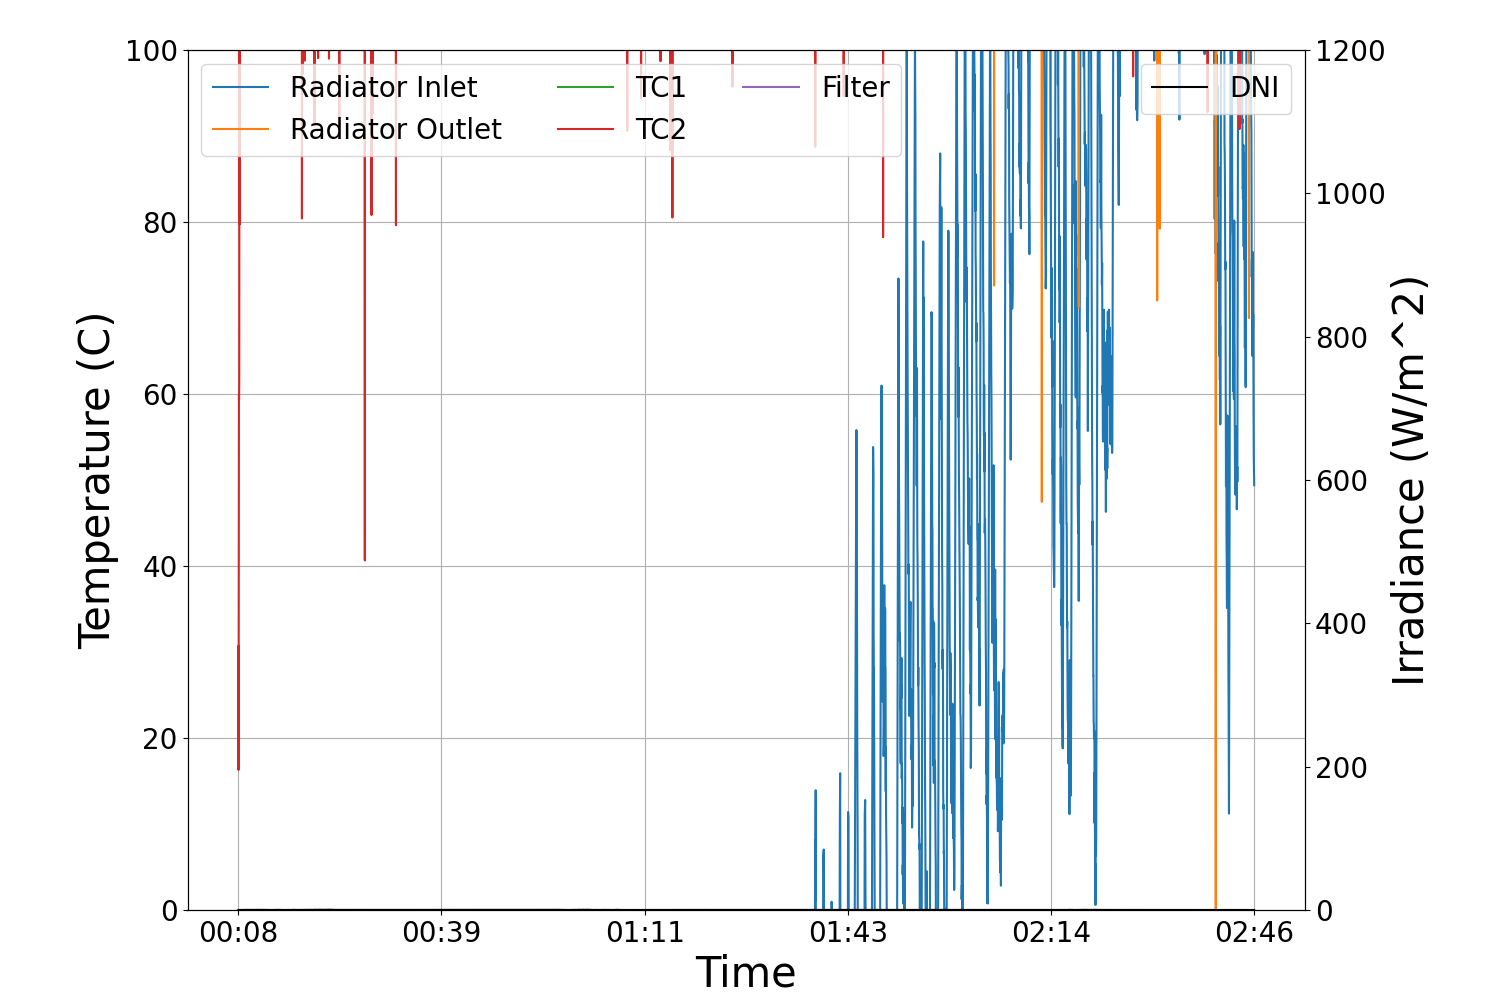 100
80
60
40
20
0
Temperature (C)
Radiator Inlet
Radiator Outlet
TC1
TC2
Filter
DNI
1200
1000
800
600
400
200
0
Irradiance (W/m^2)
00:08 00:39 01:11 01:43 02:14 02:46
Time